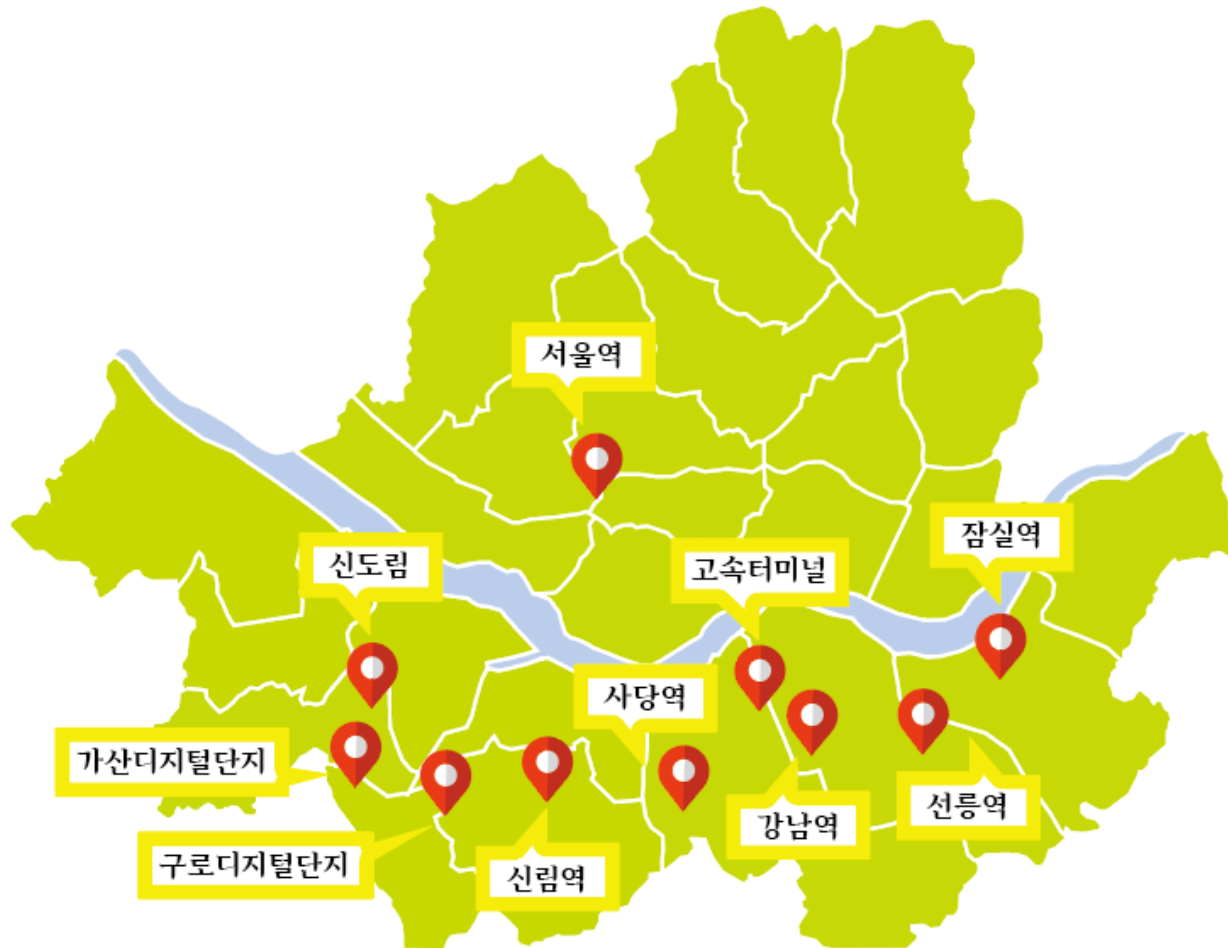 서울역
잠실역
신도림
고속터미널
사당역
가산디지털단지
선릉역
강남역
구로디지털단지
신림역